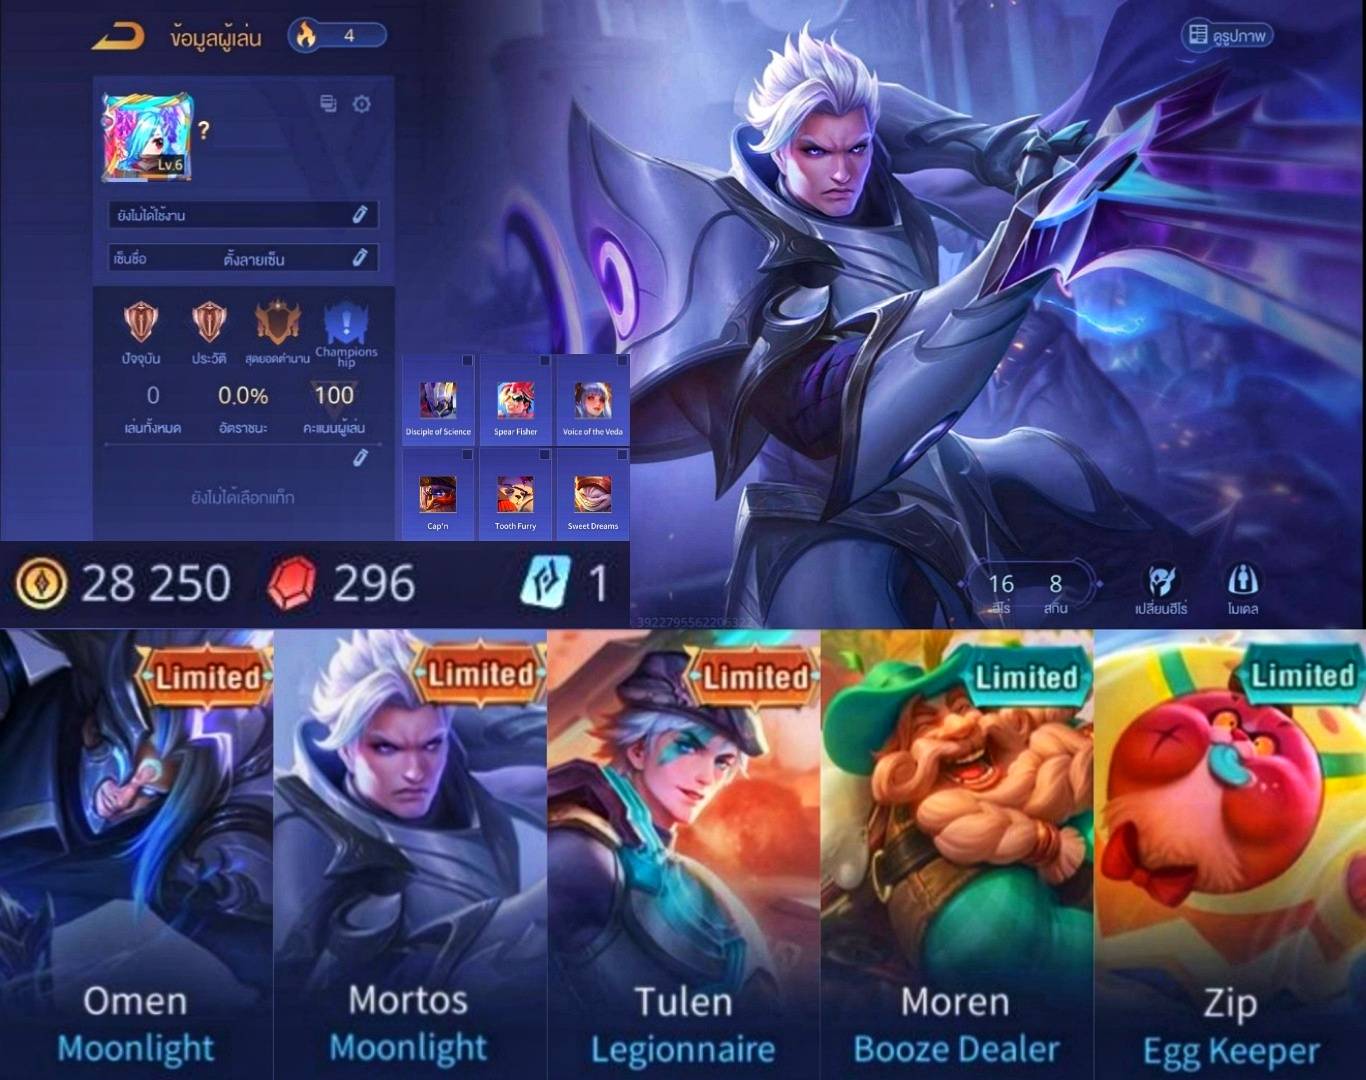 ข้อมูลผู้เล่น
4
ดูรูปภาพ
?
Lv.6
ยังไม่ได้ใช้งาน
เซ็นชื่อ ตั้งลายเซ็น
ปัจจุบัน ประวัติ สุดยอดตำนาน Champions
hip
0 0.0% 100
เล่นทั้งหมด อัตราชนะ คะแนนผู้เล่น
ยังไม่ได้เลือกแท็ก
Disciple of Science Spear Fisher Voice of the Veda
Cap'n Tooth Furry Sweet Dreams
28 250 296 1
16 8
ฮีโร่ สกิน เปลี่ยนฮีโร่ โมเดล
3922795562206322
Limited Limited Limited Limited Limited
Omen Mortos Tulen Moren Zip
Moonlight Moonlight Legionnaire Booze Dealer Egg Keeper